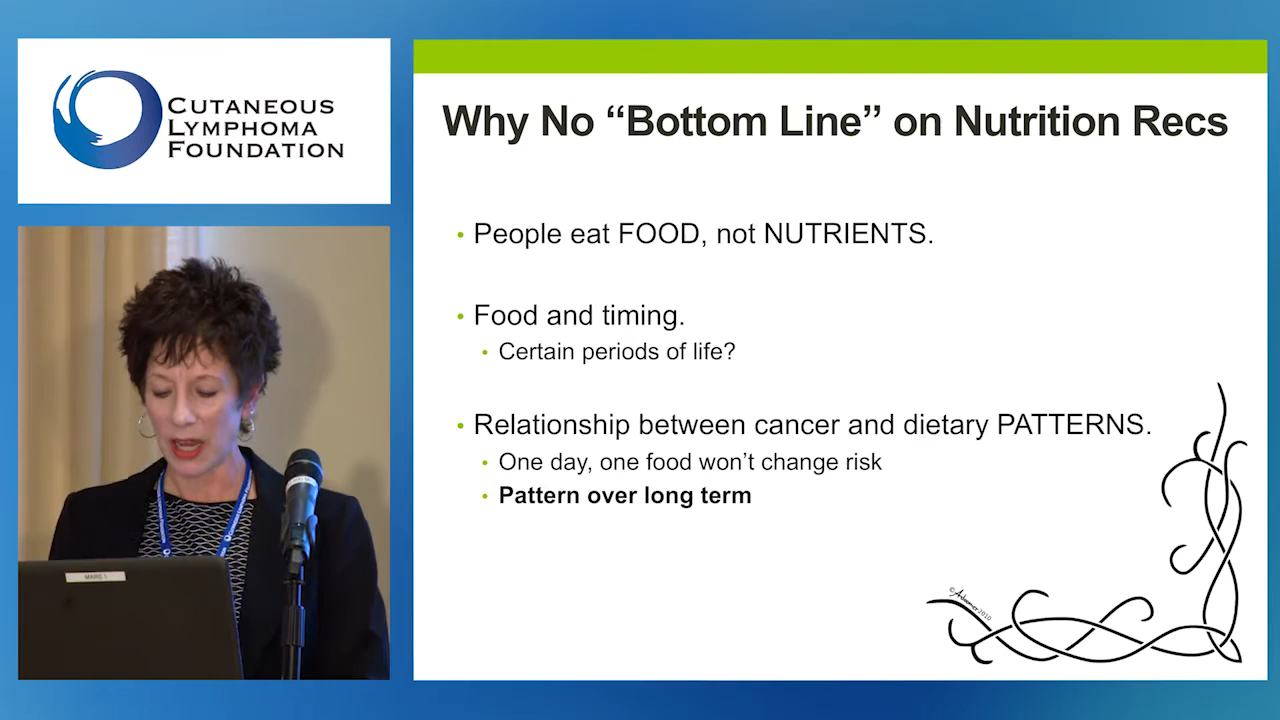 CUTANEOUS
LYMPHOMA
FOUNDATION
Why No “Bottom Line” on Nutrition Recs
• People eat FOOD, not NUTRIENTS.
• Food and timing.
• Certain periods of life?
• Relationship between cancer and dietary PATTERNS.
• One day, one food won’t change risk
• Pattern over long term